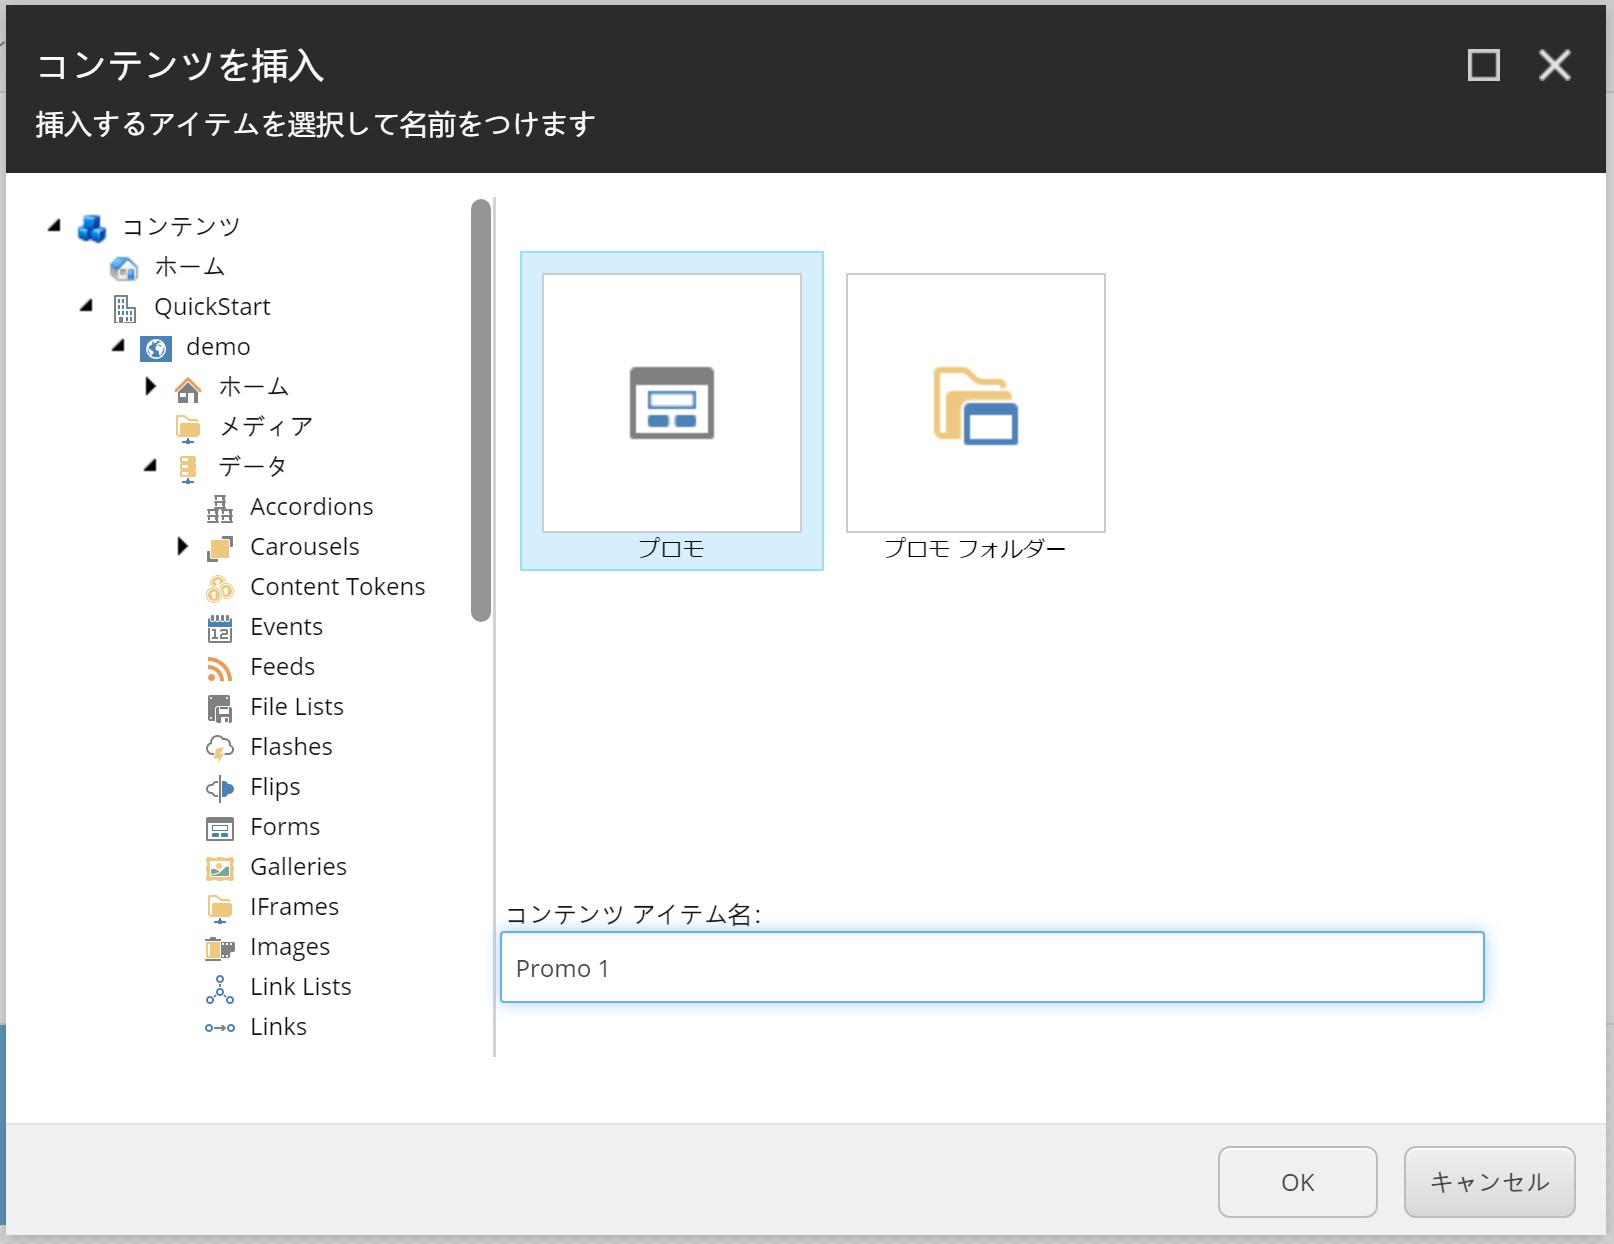 コンテンツを挿入
挿入するアイテムを選択して名前をつけます
コンテンツ
ホーム
QuickStart
demo
ホーム
メディア
データ
Accordions
Carousels
Content Tokens
Events
Feeds
File Lists
Flashes
Flips
Forms
Galleries
IFrames
Images
Link Lists
Links
プロモ
プロモ フォルダー
コンテンツ アイテム名:
Promo 1
OK
キャンセル